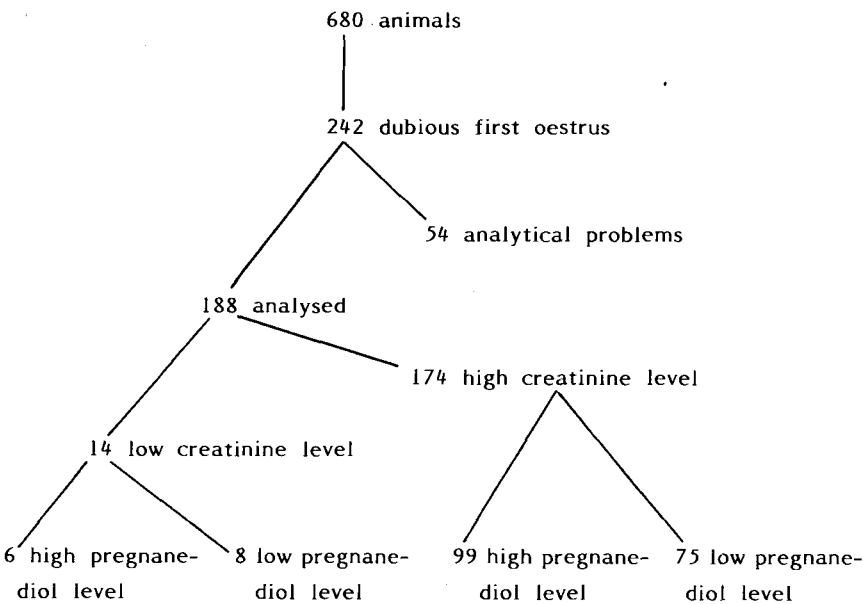 680 animals
242 dubious first oestrus
54 analytical problems
188 analysed
174 high creatinine level
14 low creatinine level
6 high pregnane-
diol level
8 low pregnane-
diol level
99 high pregnane-
diol level
75 low pregnane-
diol level